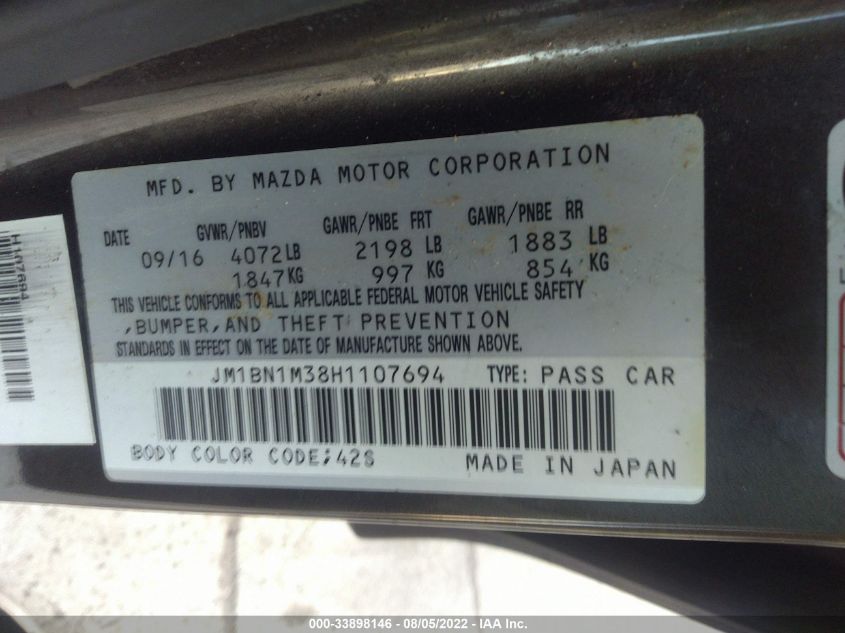 MFD. BY MAZDA MOTOR CORPORATION
DATE GVWR/PNBV GAWR/PNBE FRT GAWR/PNBE RR
09/16 4072LB 2198 LB 1883 LB
1847KG 997 KG 854 KG
THIS VEHICLE CONFORMS TO ALL APPLICABLE FEDERAL MOTOR VEHICLE SAFETY
,BUMPER,AND THEFT PREVENTION
STANDARDS IN EFFECT ON THE DATE OF MANUFACTURE SHOWN ABOVE.
JM1BN1M38H1107694 TYPE: PASS CAR
BODY COLOR CODE;42S MADE IN JAPAN
H1107694
000-33898146 - 08/05/2022 - © IAA Inc.